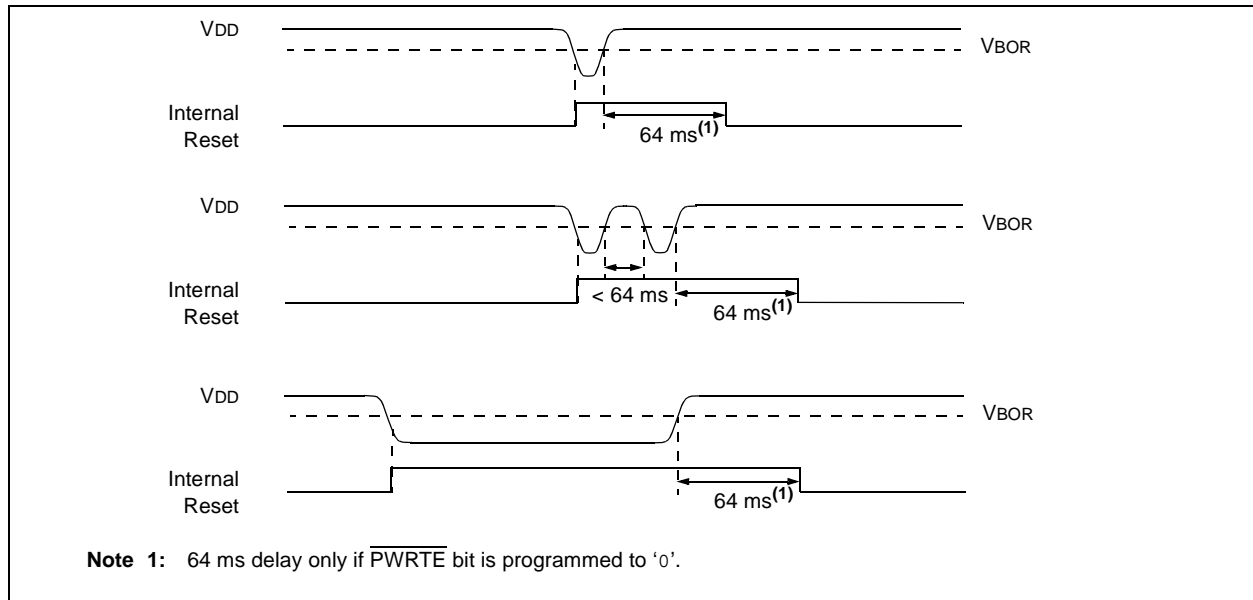 VDD
VBOR
Internal
Reset
64 ms(1)
VDD
VBOR
Internal
Reset
< 64 ms
64 ms(1)
VDD
VBOR
Internal
Reset
64 ms(1)
Note 1: 64 ms delay only if PWRTE bit is programmed to ‘0’.